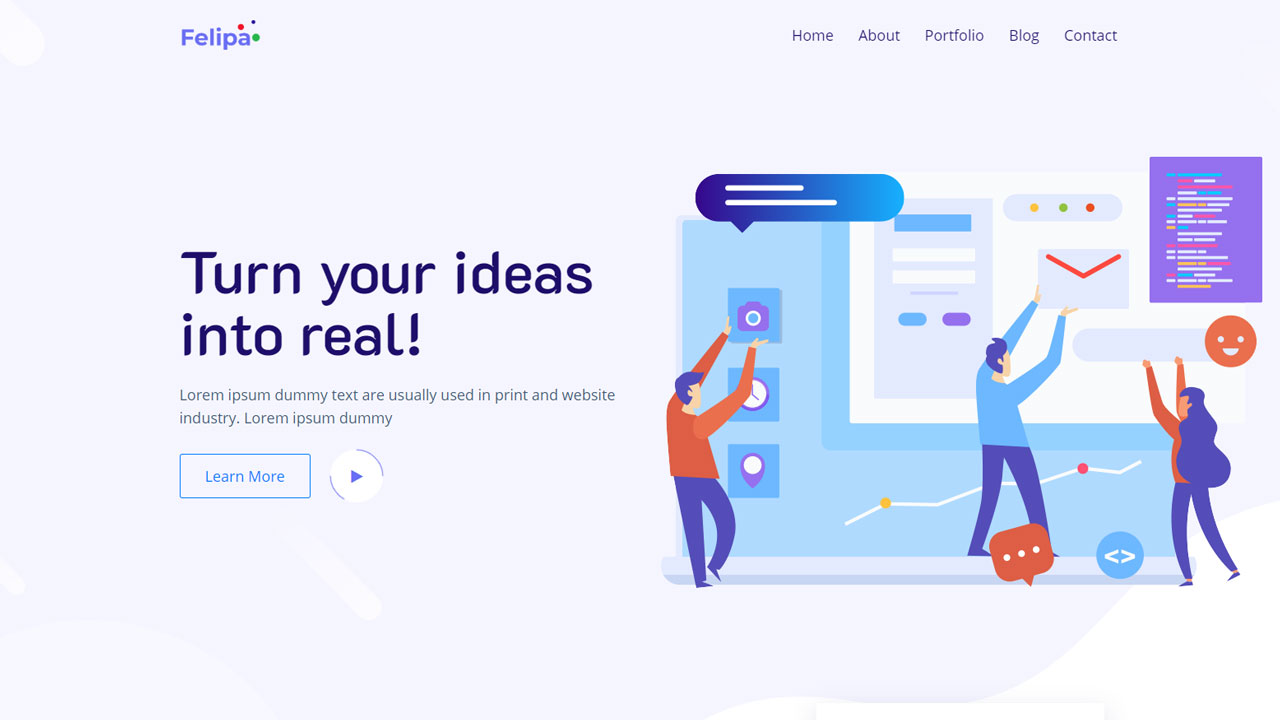 Felipa
Home About Portfolio Blog Contact
Turn your ideas
into real!
Lorem ipsum dummy text are usually used in print and website
industry. Lorem ipsum dummy
Learn More
<>